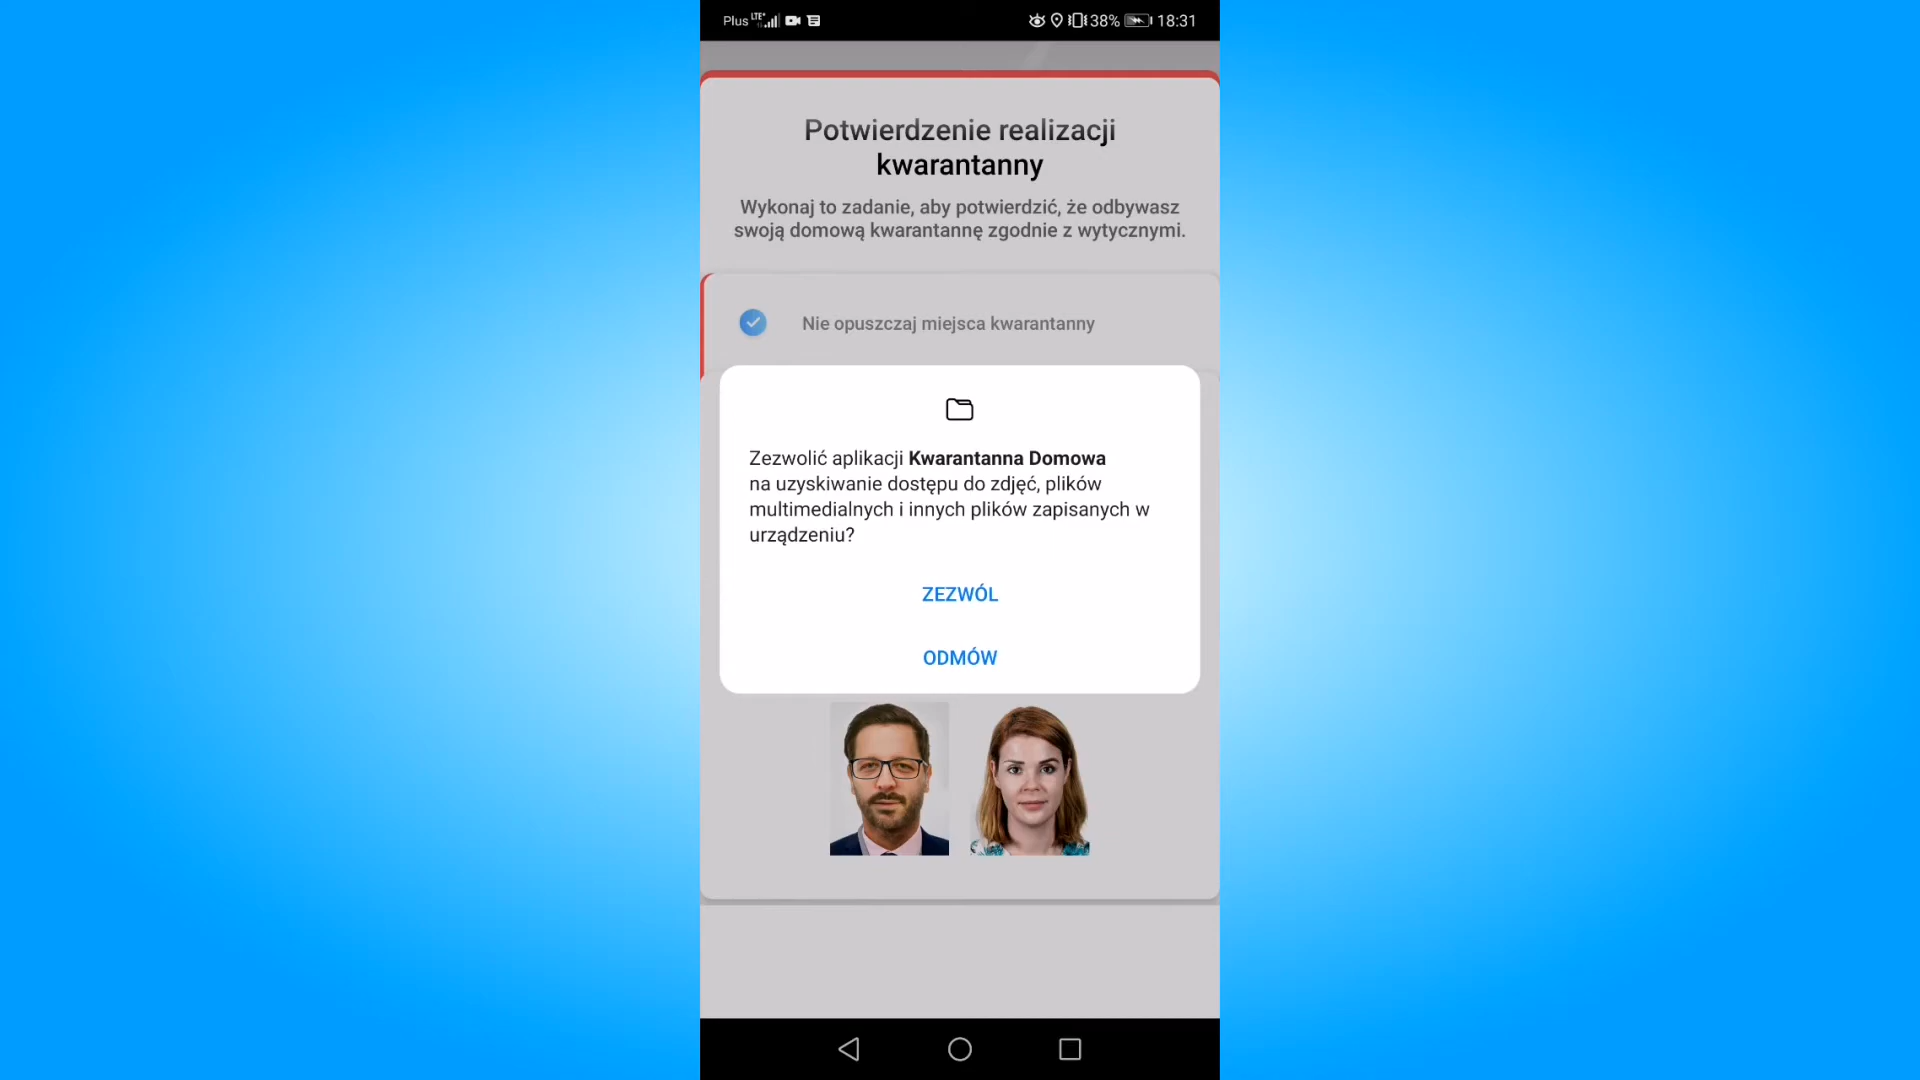 Plus LTE+ 38% 18:31
Potwierdzenie realizacji
kwarantanny
Wykonaj to zadanie, aby potwierdzić, że odbywasz
swoją domową kwarantannę zgodnie z wytycznymi.
Nie opuszczaj miejsca kwarantanny
Zezwolić aplikacji Kwarantanna Domowa
na uzyskiwanie dostępu do zdjęć, plików
multimedialnych i innych plików zapisanych w
urządzeniu?
ZEZWÓL
ODMÓW